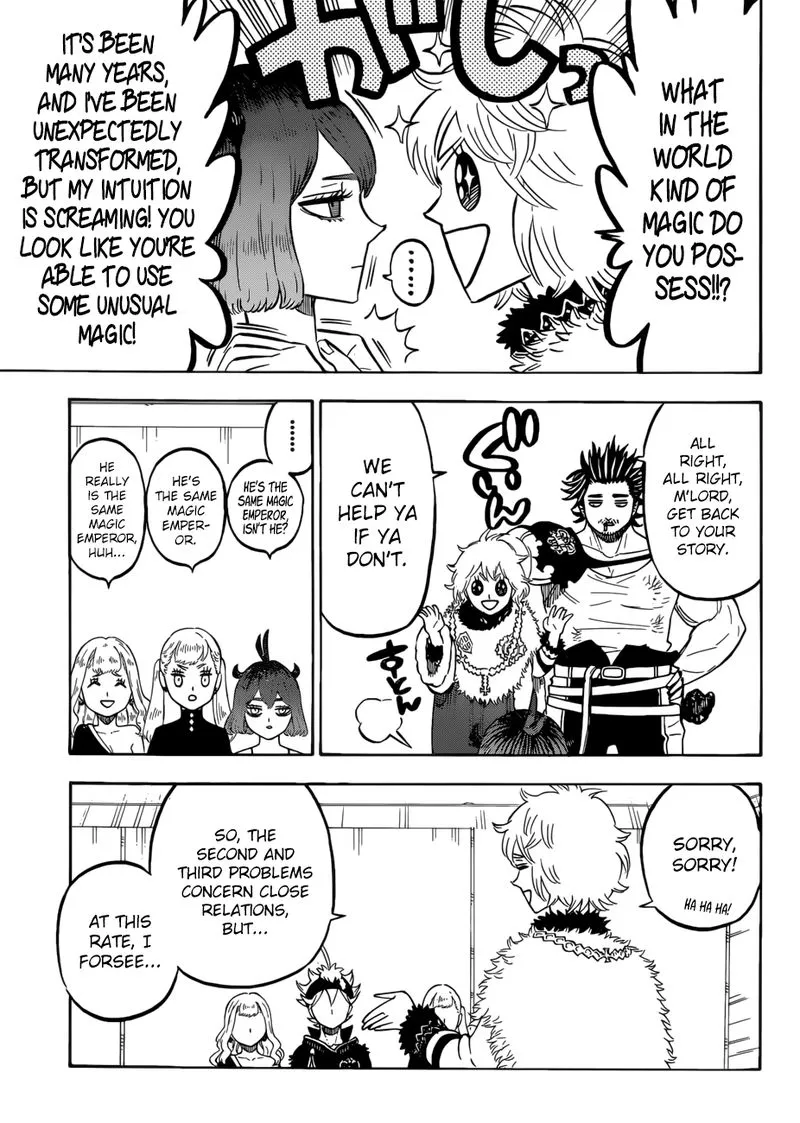 WHAT
IN THE
WORLD
KIND OF
MAGIC DO
YOU POS-
SESS!!?
IT'S BEEN
MANY YEARS,
AND I'VE BEEN
UNEXPECTEDLY
TRANSFORMED,
BUT MY INTUITION
IS SCREAMING! YOU
LOOK LIKE YOU'RE
ABLE TO USE
SOME UNUSUAL
MAGIC!
......
ALL
RIGHT,
ALL RIGHT,
M'LORD,
GET BACK
TO YOUR
STORY.
WE
CAN'T
HELP YA
IF YA
DON'T.
......
HE'S THE
SAME MAGIC
EMPEROR,
ISN'T HE?
HE'S
THE SAME
MAGIC
EMPER-
OR.
HE
REALLY
IS THE
SAME
MAGIC
EMPEROR,
HUH...
SORRY,
SORRY!
HA HA HA!
SO, THE
SECOND AND
THIRD PROBLEMS
CONCERN CLOSE
RELATIONS,
BUT...
AT THIS
RATE, I
FORSEE...